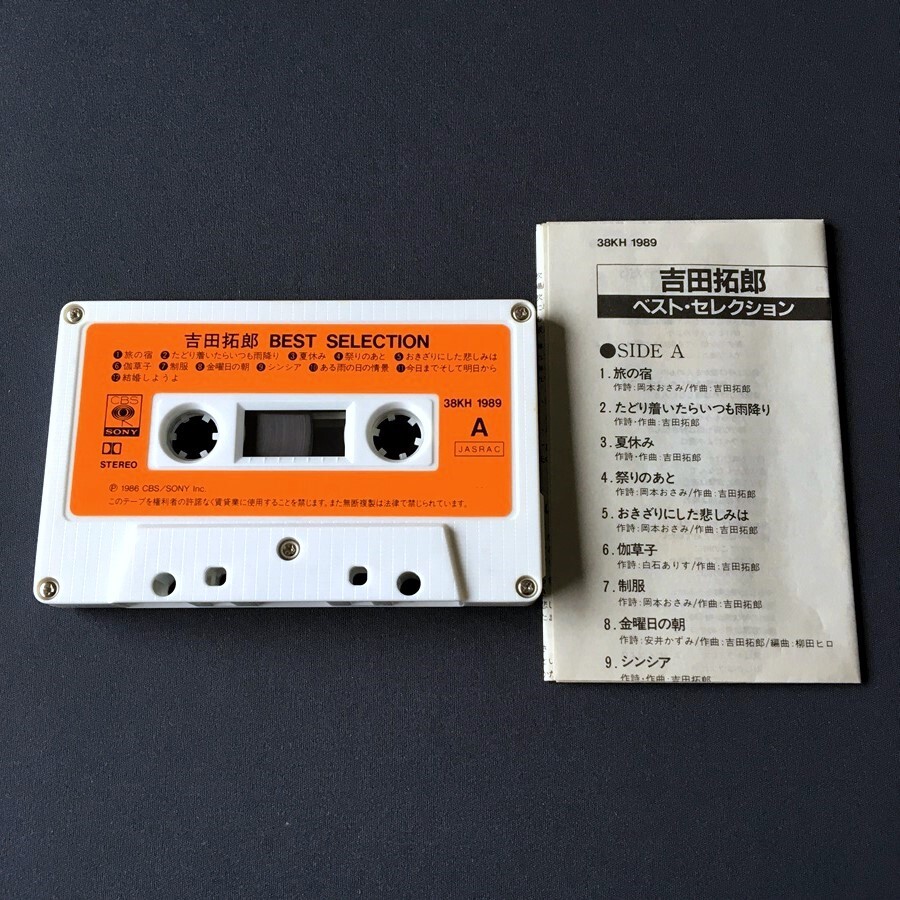 吉田拓郎 BEST SELECTION
❶旅の宿 ❷たどり着いたらいつも雨降り ❸夏休み ❹祭りのあと ❺おきざりにした悲しみは
❻伽草子 ❼制服 ❽金曜日の朝 ❾シンシア ❿ある雨の日の情景 ⓫今日までそして明日から
⓬結婚しようよ
CBS
SONY
STEREO
38KH 1989
A
JASRAC
℗ 1986 CBS/SONY Inc.
このテープを権利者の許諾なく賃貸業に使用することを禁じます。また無断複製は法律で禁じられています。
38KH 1989
吉田拓郎
ベスト・セレクション
●SIDE A
1. 旅の宿
作詩:岡本おさみ/作曲:吉田拓郎
2. たどり着いたらいつも雨降り
作詩・作曲:吉田拓郎
3. 夏休み
作詩・作曲:吉田拓郎
4. 祭りのあと
作詩:岡本おさみ/作曲:吉田拓郎
5. おきざりにした悲しみは
作詩:岡本おさみ/作曲:吉田拓郎
6. 伽草子
作詩:白石ありす/作曲:吉田拓郎
7. 制服
作詩:岡本おさみ/作曲:吉田拓郎
8. 金曜日の朝
作詩:安井かずみ/作曲:吉田拓郎/編曲:柳田ヒロ
9. シンシア
作詩・作曲:吉田拓郎